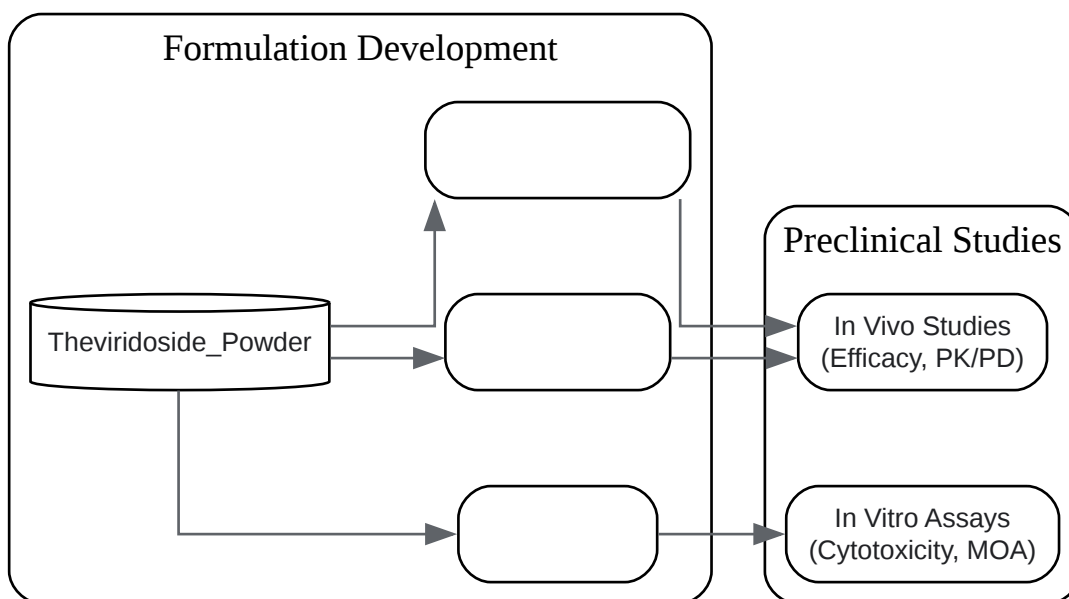 Formulation Development
Preclinical Studies
Theviridoside_Powder
In Vivo Studies
(Efficacy, PK/PD)
In Vitro Assays
(Cytotoxicity, MOA)